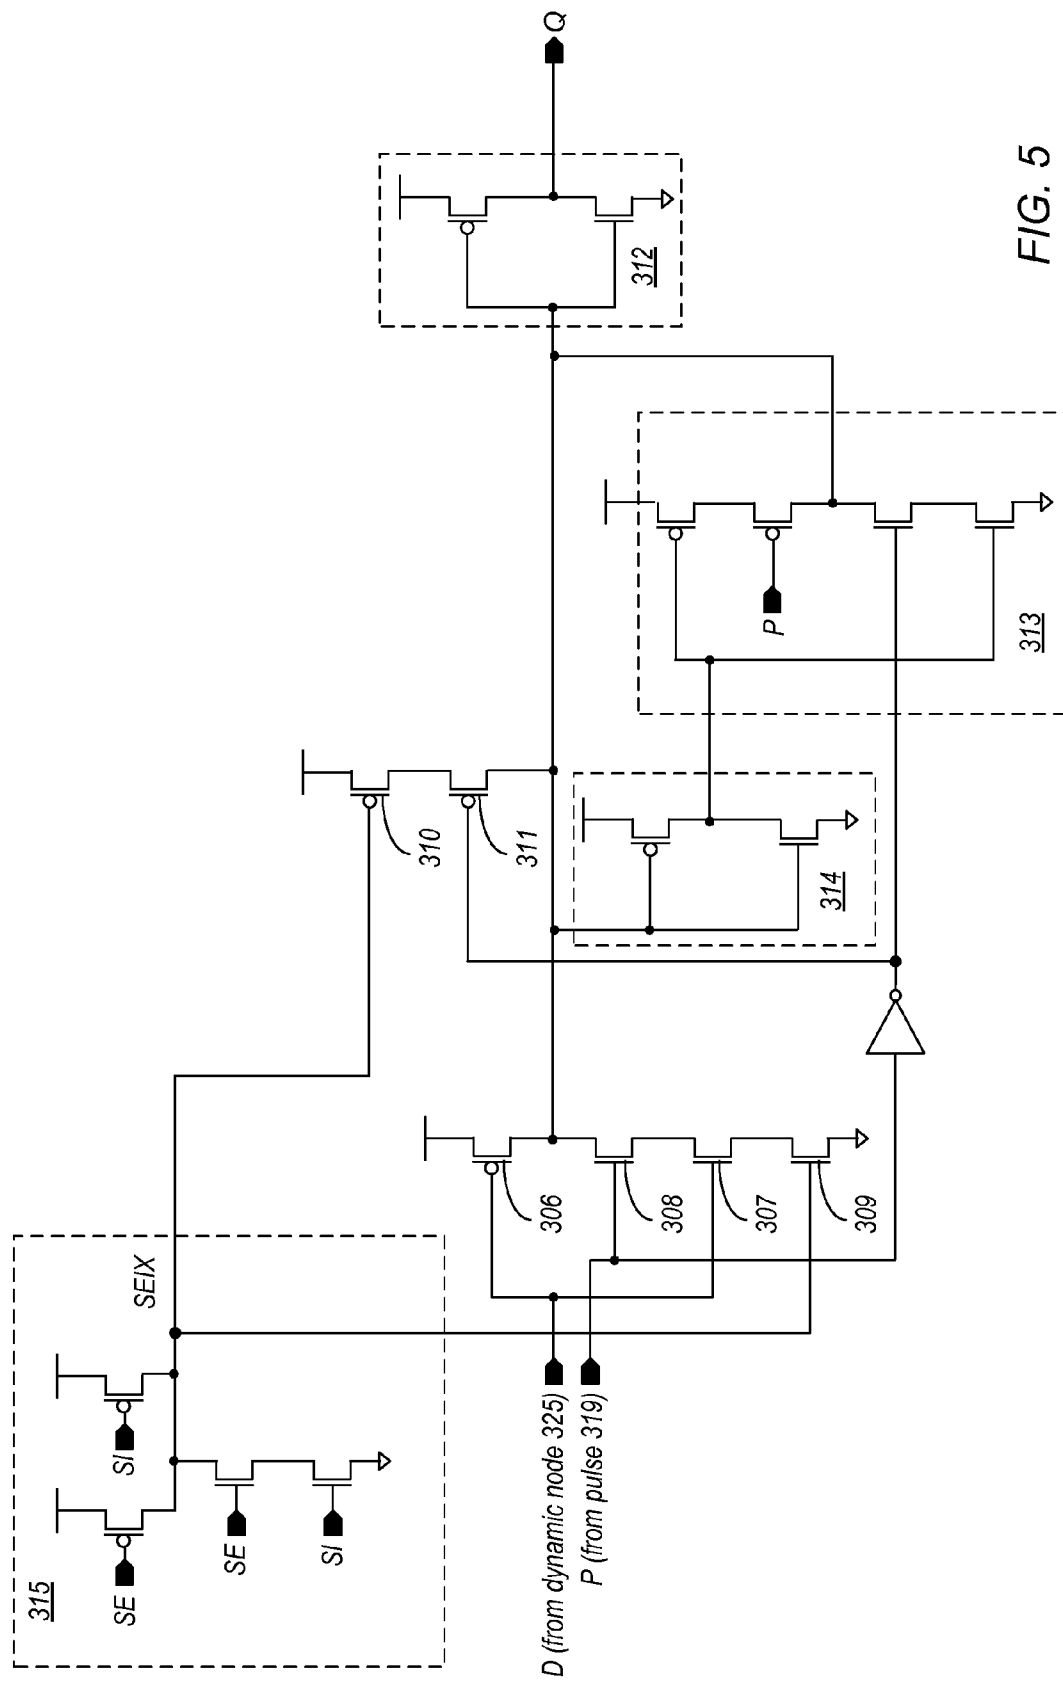 315
SE
SI
SE
SI
SEIX
D (from dynamic node 325)
P (from pulse 319)
306
308
307
309
310
311
314
P
313
312
Q
FIG. 5